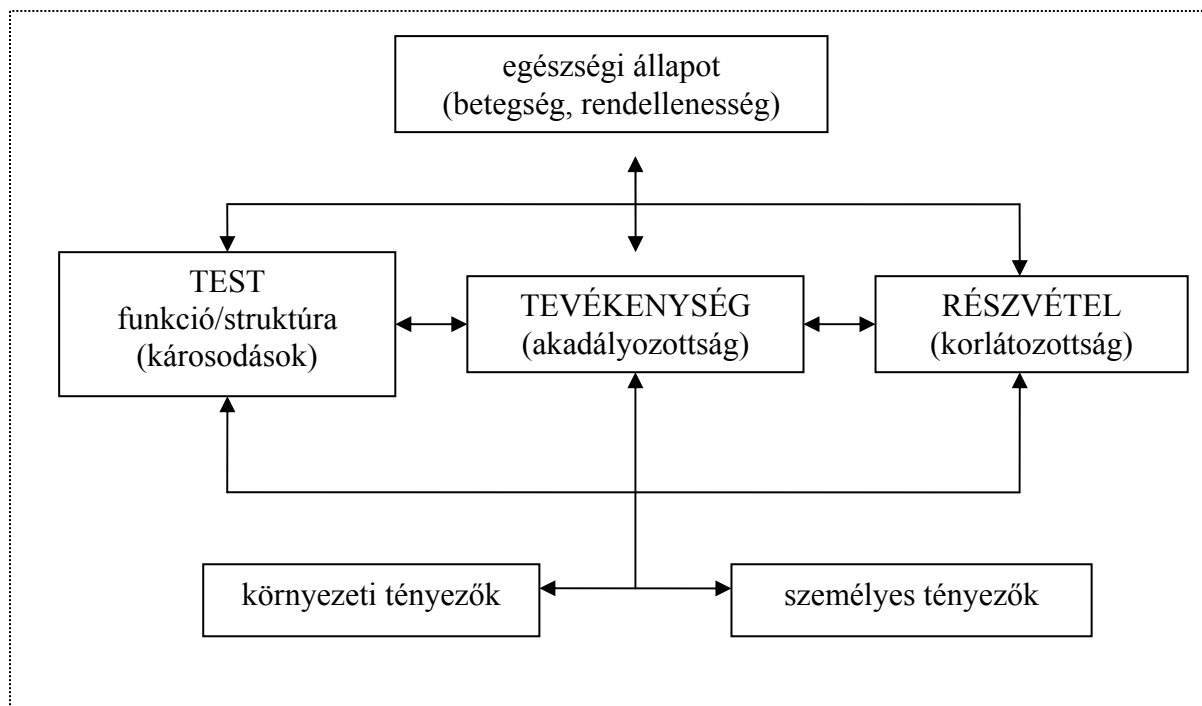 egészségi állapot
(betegség, rendellenesség)
TEST
funkció/struktúra
(károsodások)
TEVÉKENYSÉG
(akadályozottság)
RÉSZVÉTEL
(korlátozottság)
környezeti tényezők
személyes tényezők